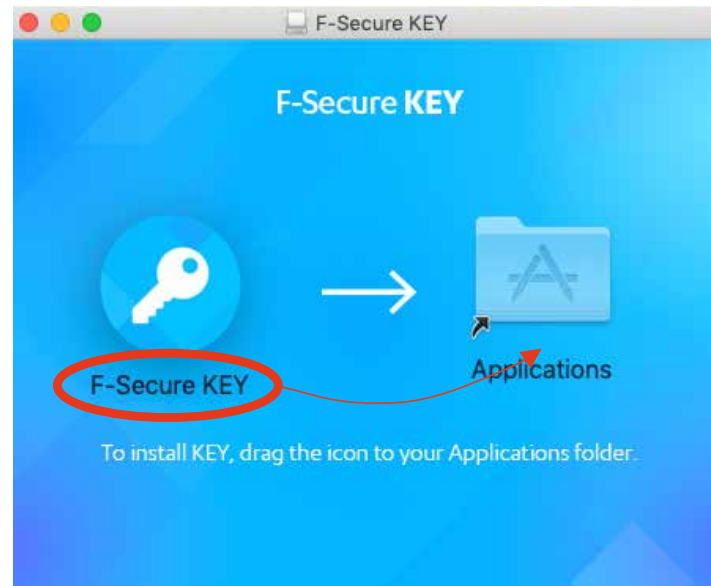 F-Secure KEY
F-Secure KEY
F-Secure KEY
Applications
To install KEY, drag the icon to your Applications folder.